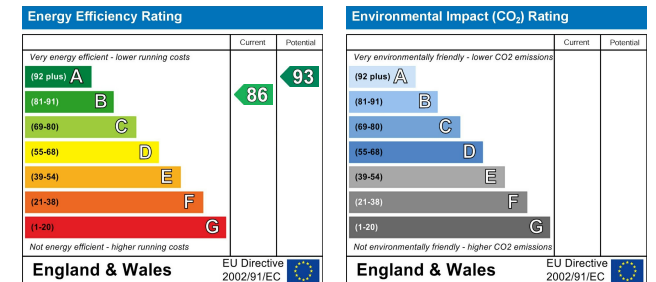 Energy Efficiency Rating
Current Potential
Very energy efficient - lower running costs
(92 plus) A
(81-91) B
(69-80) C
(55-68) D
(39-54) E
(21-38) F
(1-20) G
86
93
Not energy efficient - higher running costs
England & Wales
EU Directive
2002/91/EC
Environmental Impact (CO₂) Rating
Current Potential
Very environmentally friendly - lower CO2 emissions
(92 plus) A
(81-91) B
(69-80) C
(55-68) D
(39-54) E
(21-38) F
(1-20) G
Not environmentally friendly - higher CO2 emissions
England & Wales
EU Directive
2002/91/EC